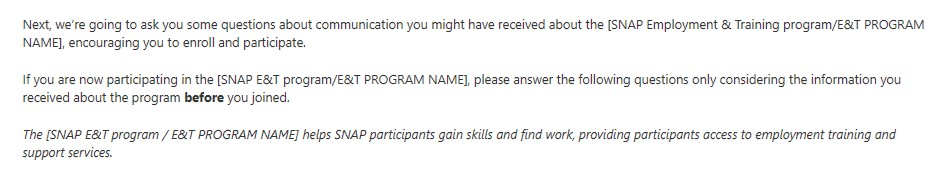 Next, we're going to ask you some questions about communication you might have received about the [SNAP Employment & Training program/E&T PROGRAM
NAME], encouraging you to enroll and participate.
If you are now participating in the [SNAP E&T program/E&T PROGRAM NAME], please answer the following questions only considering the information you
received about the program before you joined.
The [SNAP E&T program / E&T PROGRAM NAME] helps SNAP participants gain skills and find work, providing participants access to employment training and
support services.